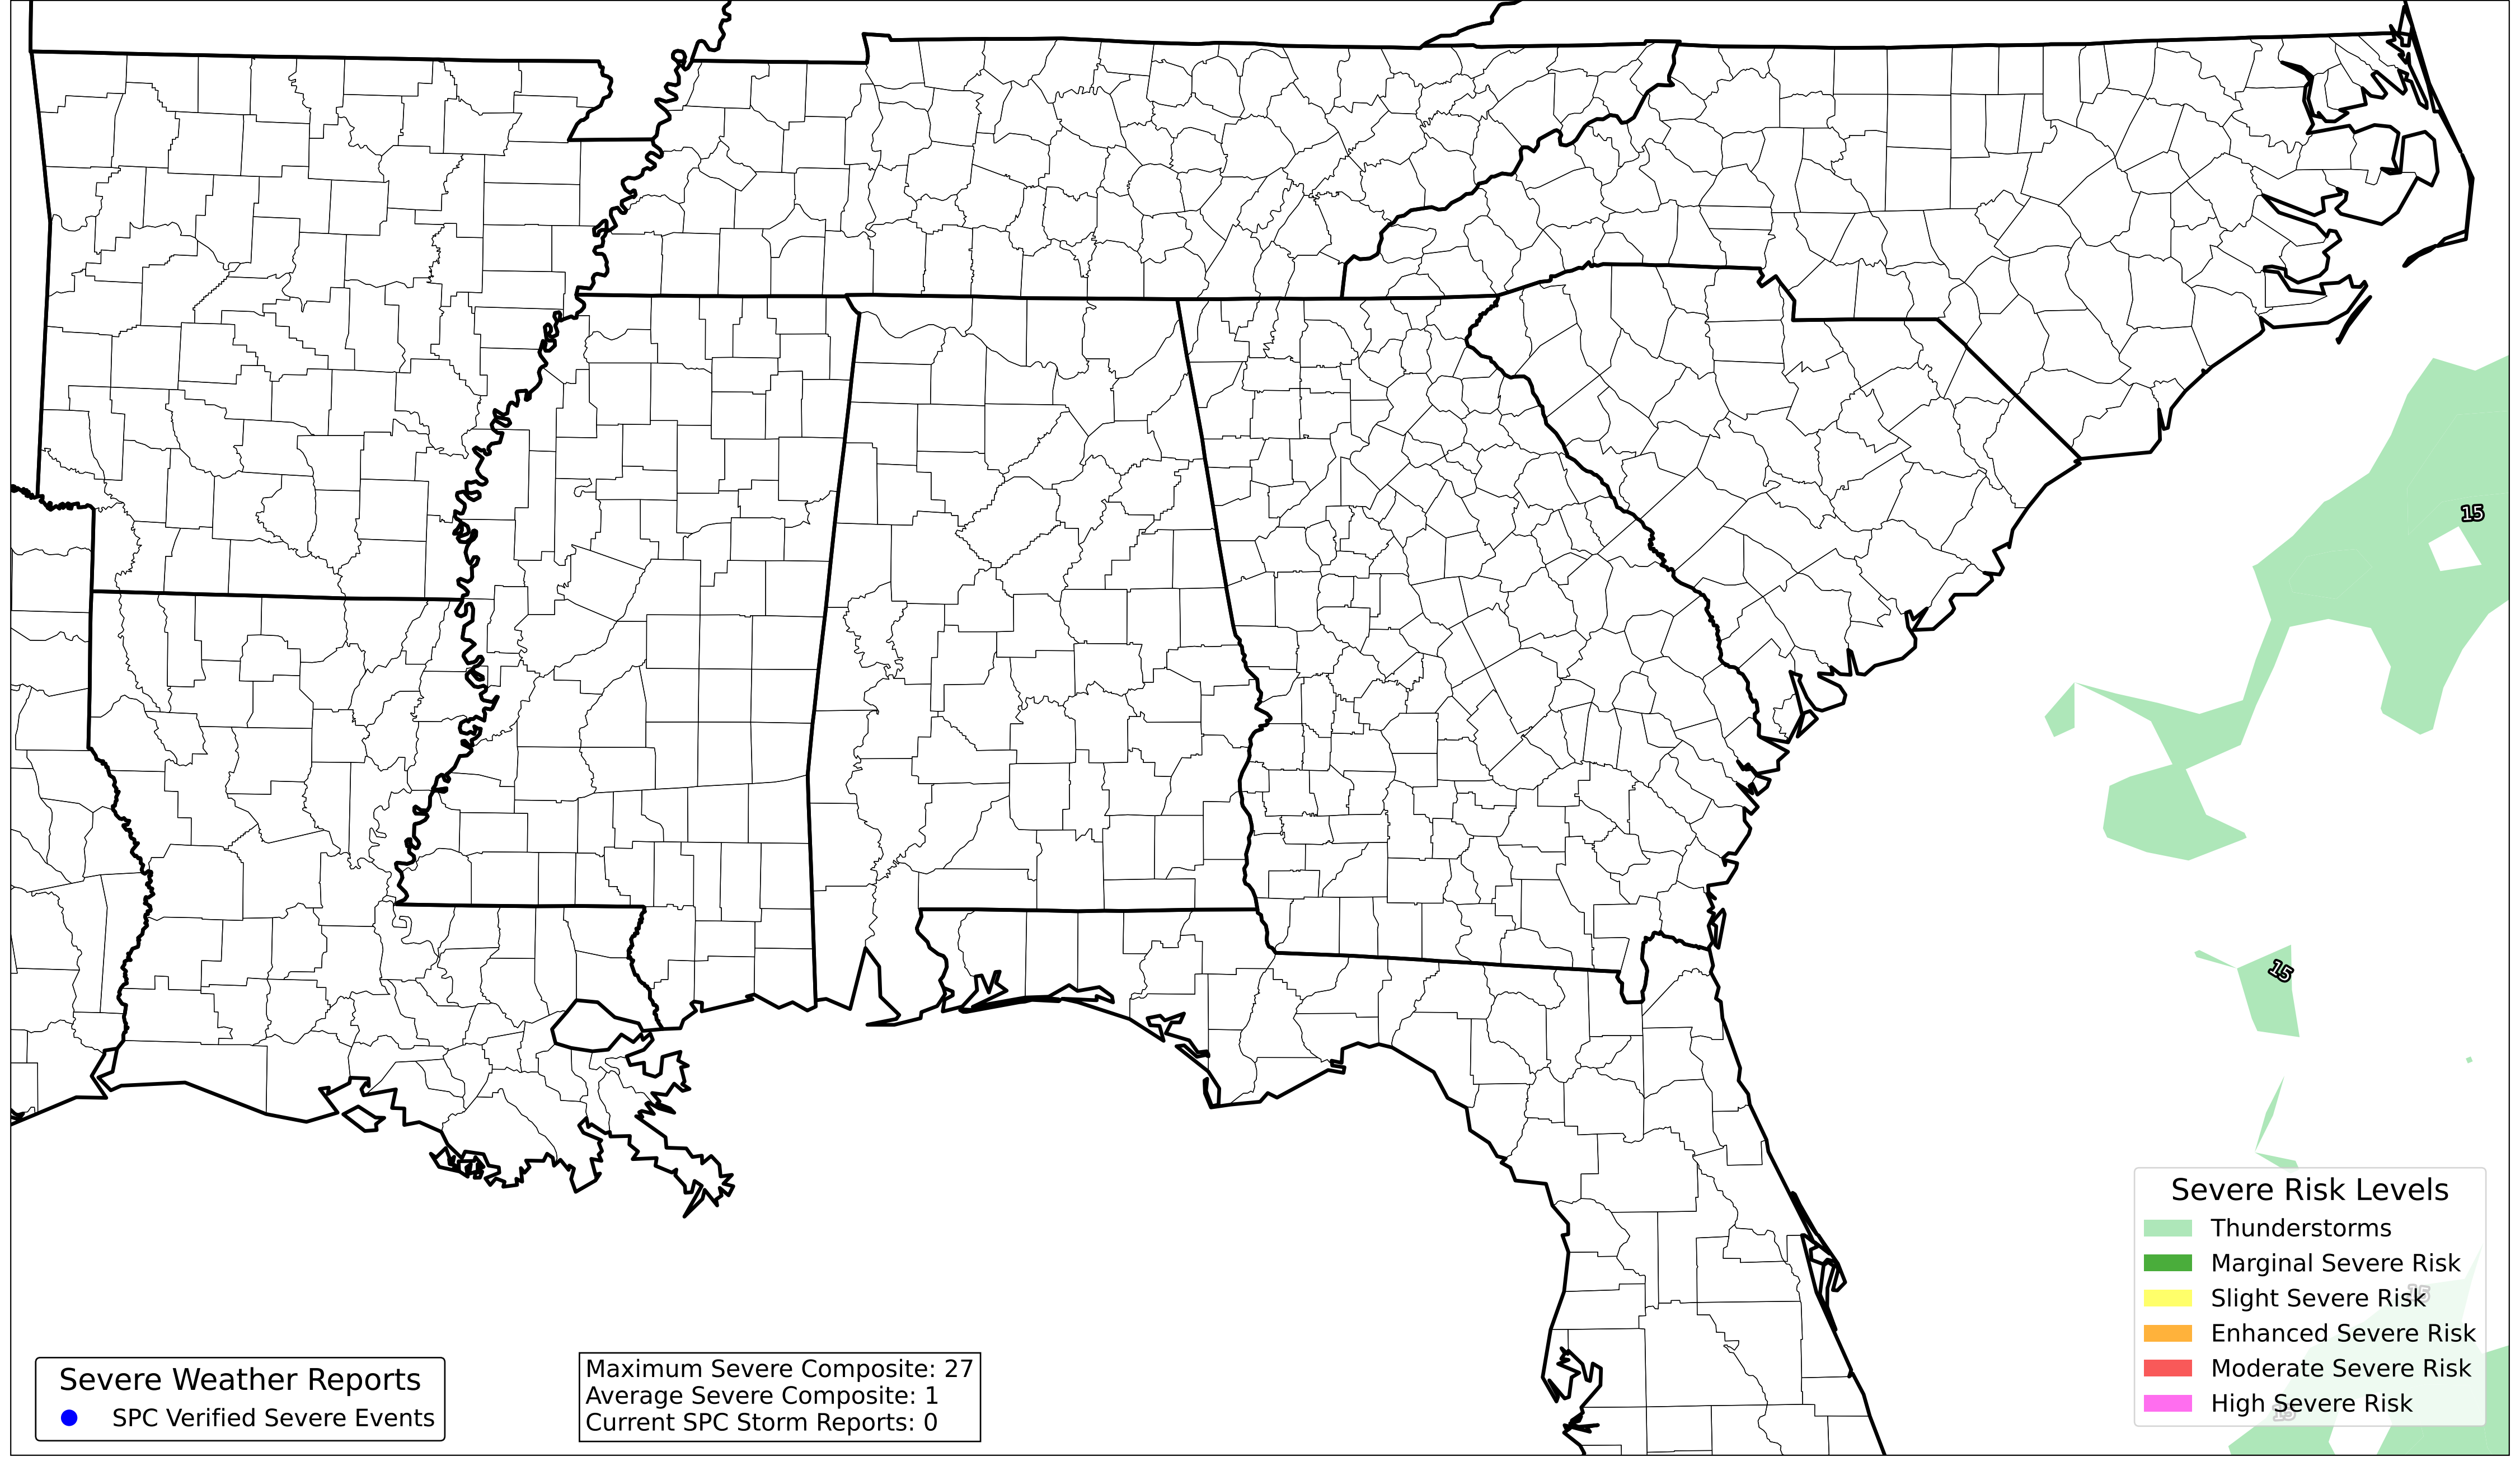 15
15
Severe Risk Levels
Thunderstorms
Marginal Severe Risk
15
Slight Severe Risk
Enhanced Severe Risk
Moderate Severe Risk
High Severe Risk
15
Severe Weather Reports
SPC Verified Severe Events
Maximum Severe Composite: 27
Average Severe Composite: 1
Current SPC Storm Reports: 0